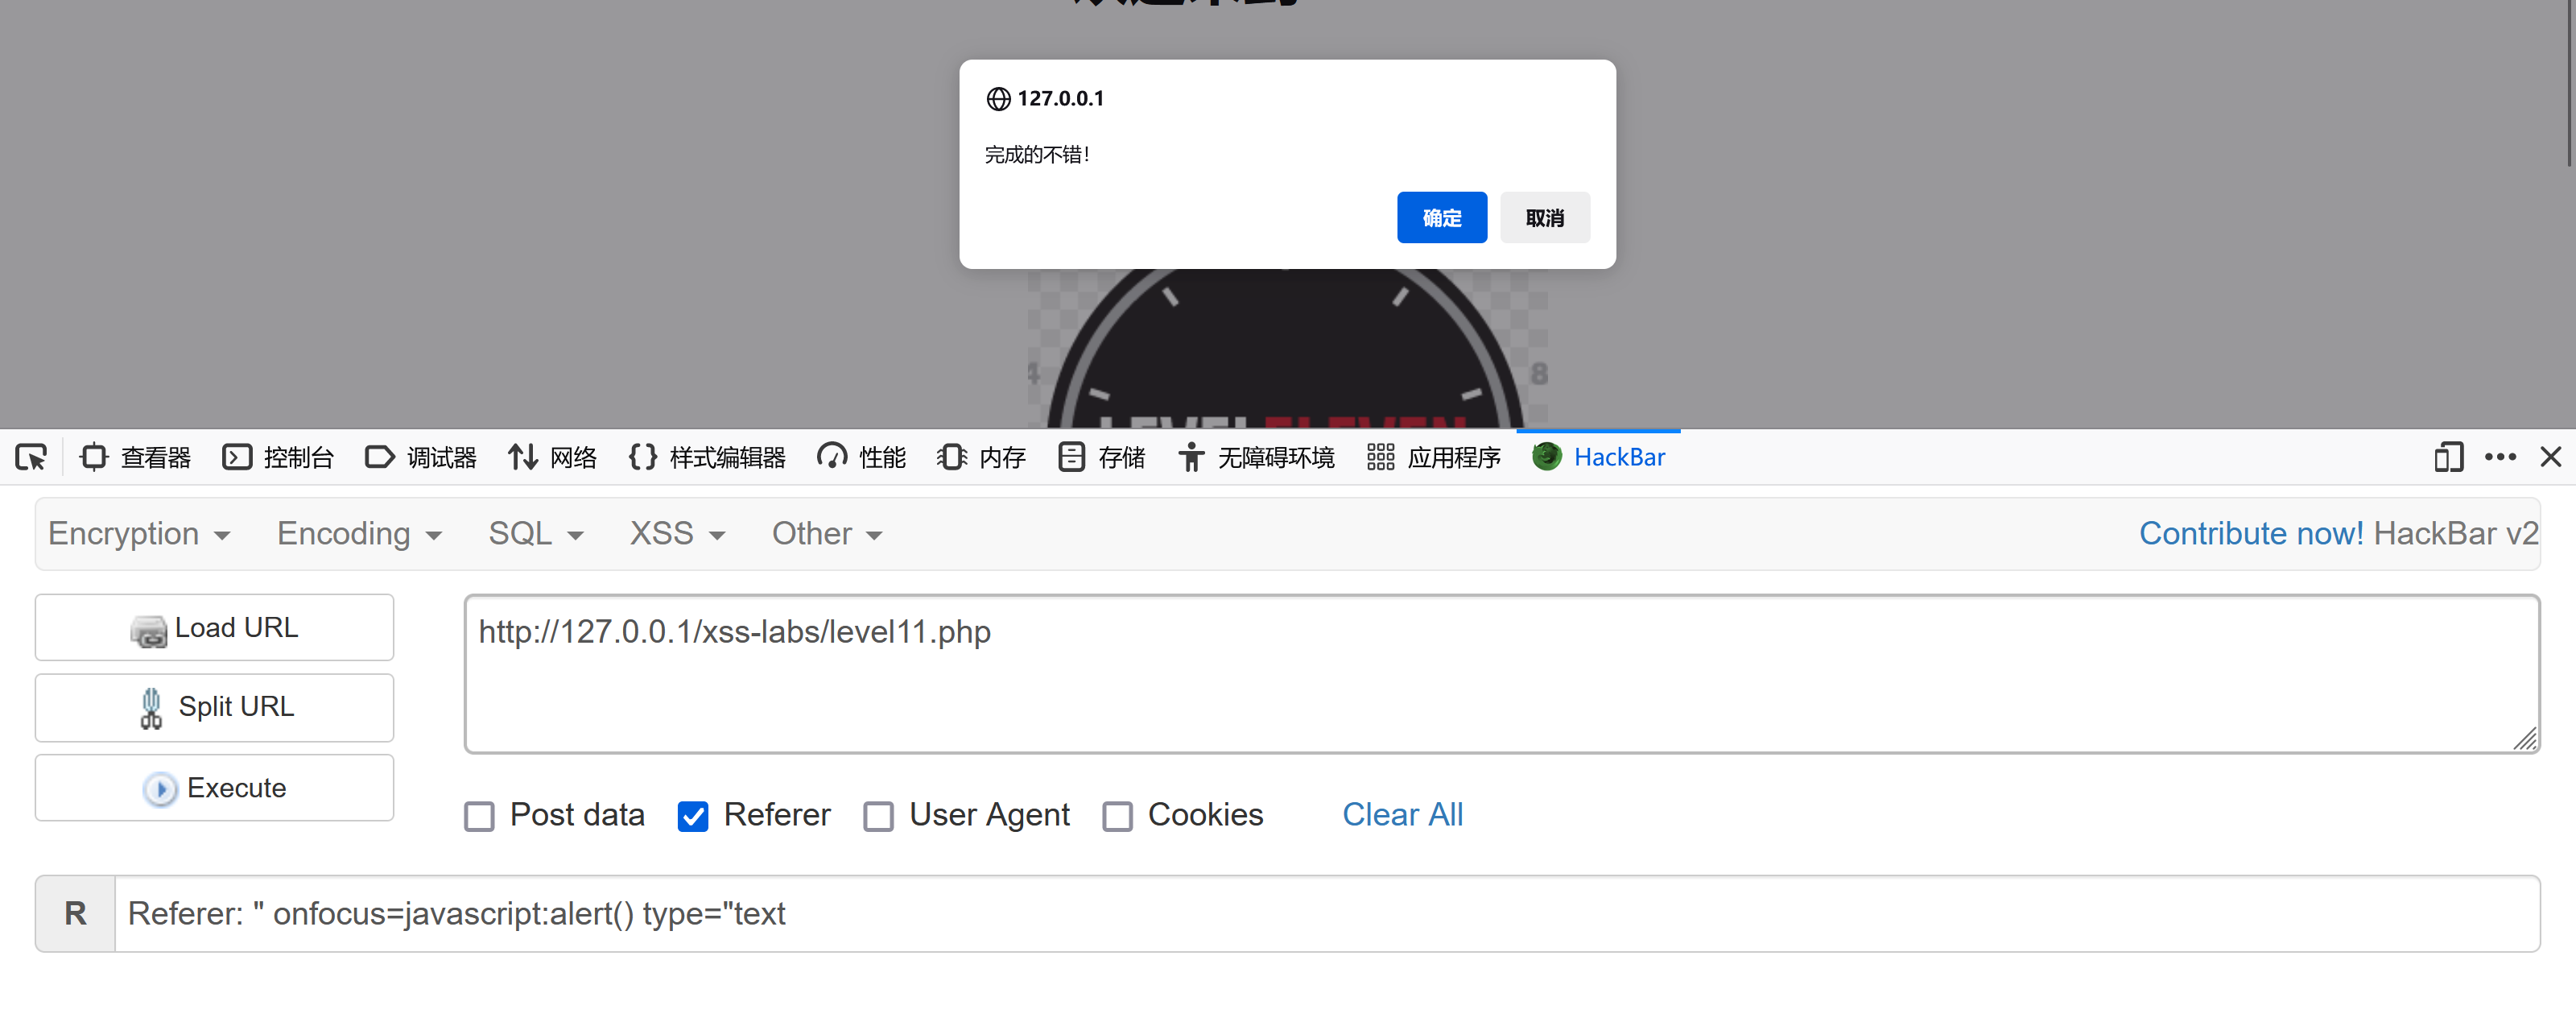 127.0.0.1
完成的不错！
确定
取消
4
8
LEVEL ELEVEN
查看器
控制台
调试器
网络
样式编辑器
性能
内存
存储
无障碍环境
应用程序
HackBar
Encryption
Encoding
SQL
XSS
Other
Contribute now! HackBar v2
Load URL
http://127.0.0.1/xss-labs/level11.php
Split URL
Execute
Post data
Referer
User Agent
Cookies
Clear All
R
Referer: " onfocus=javascript:alert() type="text